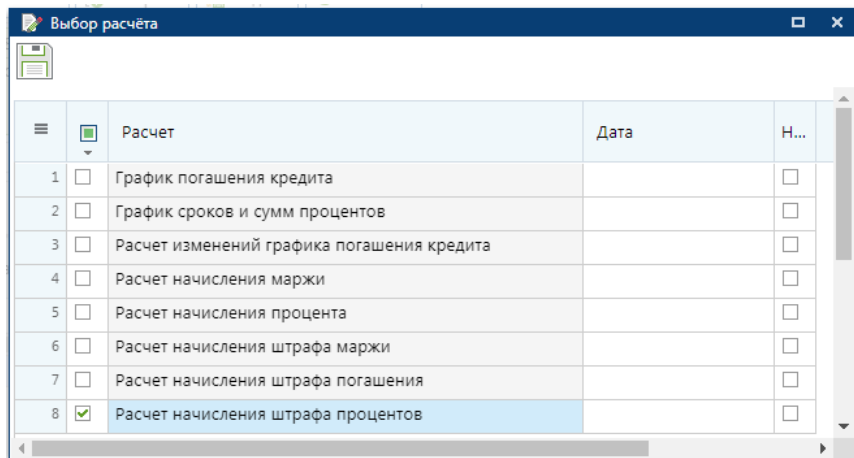 Выбор расчёта
Расчет Дата Н...
1 График погашения кредита
2 График сроков и сумм процентов
3 Расчет изменений графика погашения кредита
4 Расчет начисления маржи
5 Расчет начисления процента
6 Расчет начисления штрафа маржи
7 Расчет начисления штрафа погашения
8 Расчет начисления штрафа процентов